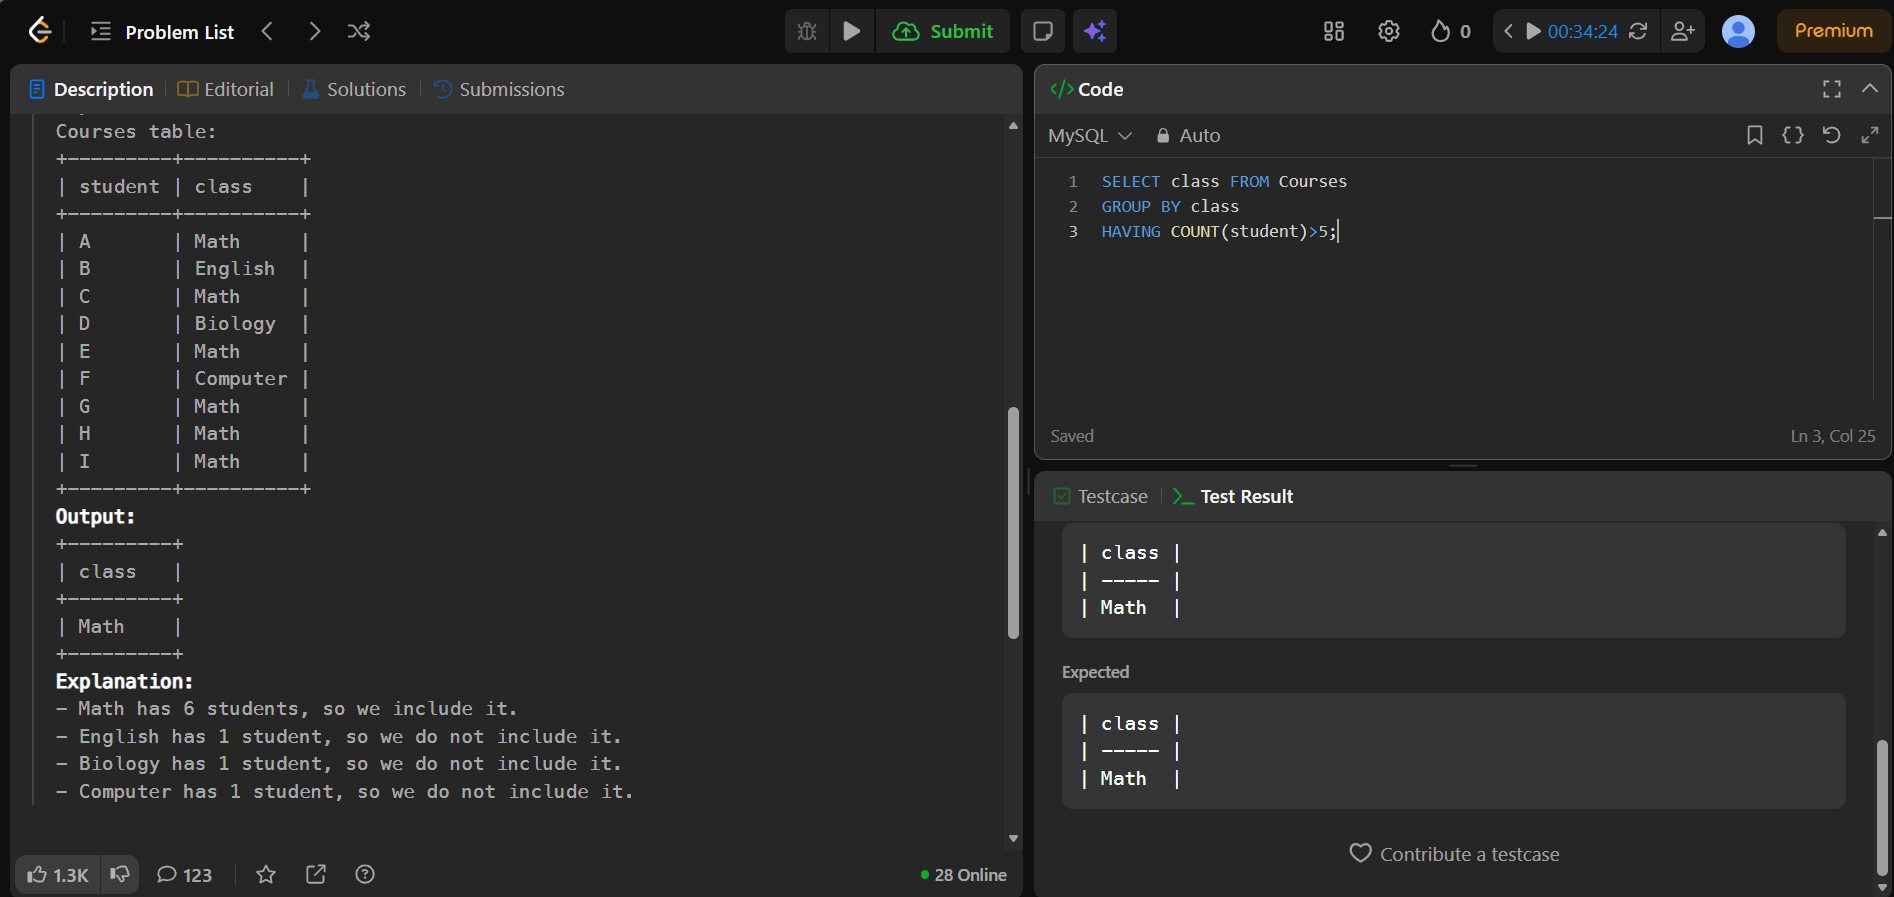 Problem List
Submit
0
00:34:24
Premium
Description
Editorial
Solutions
Submissions
Courses table:
+---------+----------+
| student | class    |
+---------+----------+
| A       | Math     |
| B       | English  |
| C       | Math     |
| D       | Biology  |
| E       | Math     |
| F       | Computer |
| G       | Math     |
| H       | Math     |
| I       | Math     |
+---------+----------+
Output:
+---------+
| class   |
+---------+
| Math    |
+---------+
Explanation:
- Math has 6 students, so we include it.
- English has 1 student, so we do not include it.
- Biology has 1 student, so we do not include it.
- Computer has 1 student, so we do not include it.
1.3K
123
28 Online
</> Code
MySQL
Auto
1 SELECT class FROM Courses
2 GROUP BY class
3 HAVING COUNT(student)>5;
Saved
Ln 3, Col 25
Testcase
>_ Test Result
| class |
| ----- |
| Math  |
Expected
| class |
| ----- |
| Math  |
Contribute a testcase